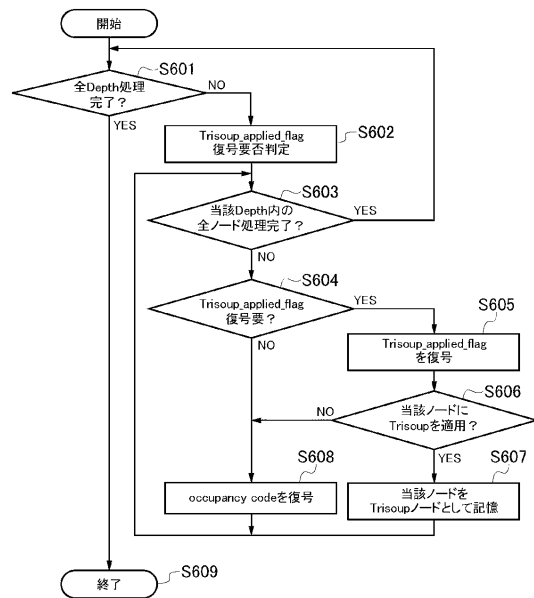 開始
S601
全Depth処理
完了？
NO
YES
S602
Trisoup_applied_flag
復号要否判定
S603
当該Depth内の
全ノード処理完了？
YES
NO
S604
Trisoup_applied_flag
復号要？
YES
NO
S605
Trisoup_applied_flag
を復号
S606
当該ノードに
Trisoupを適用？
NO
YES
S607
当該ノードを
Trisoupノードとして記憶
S608
occupancy codeを復号
終了
S609